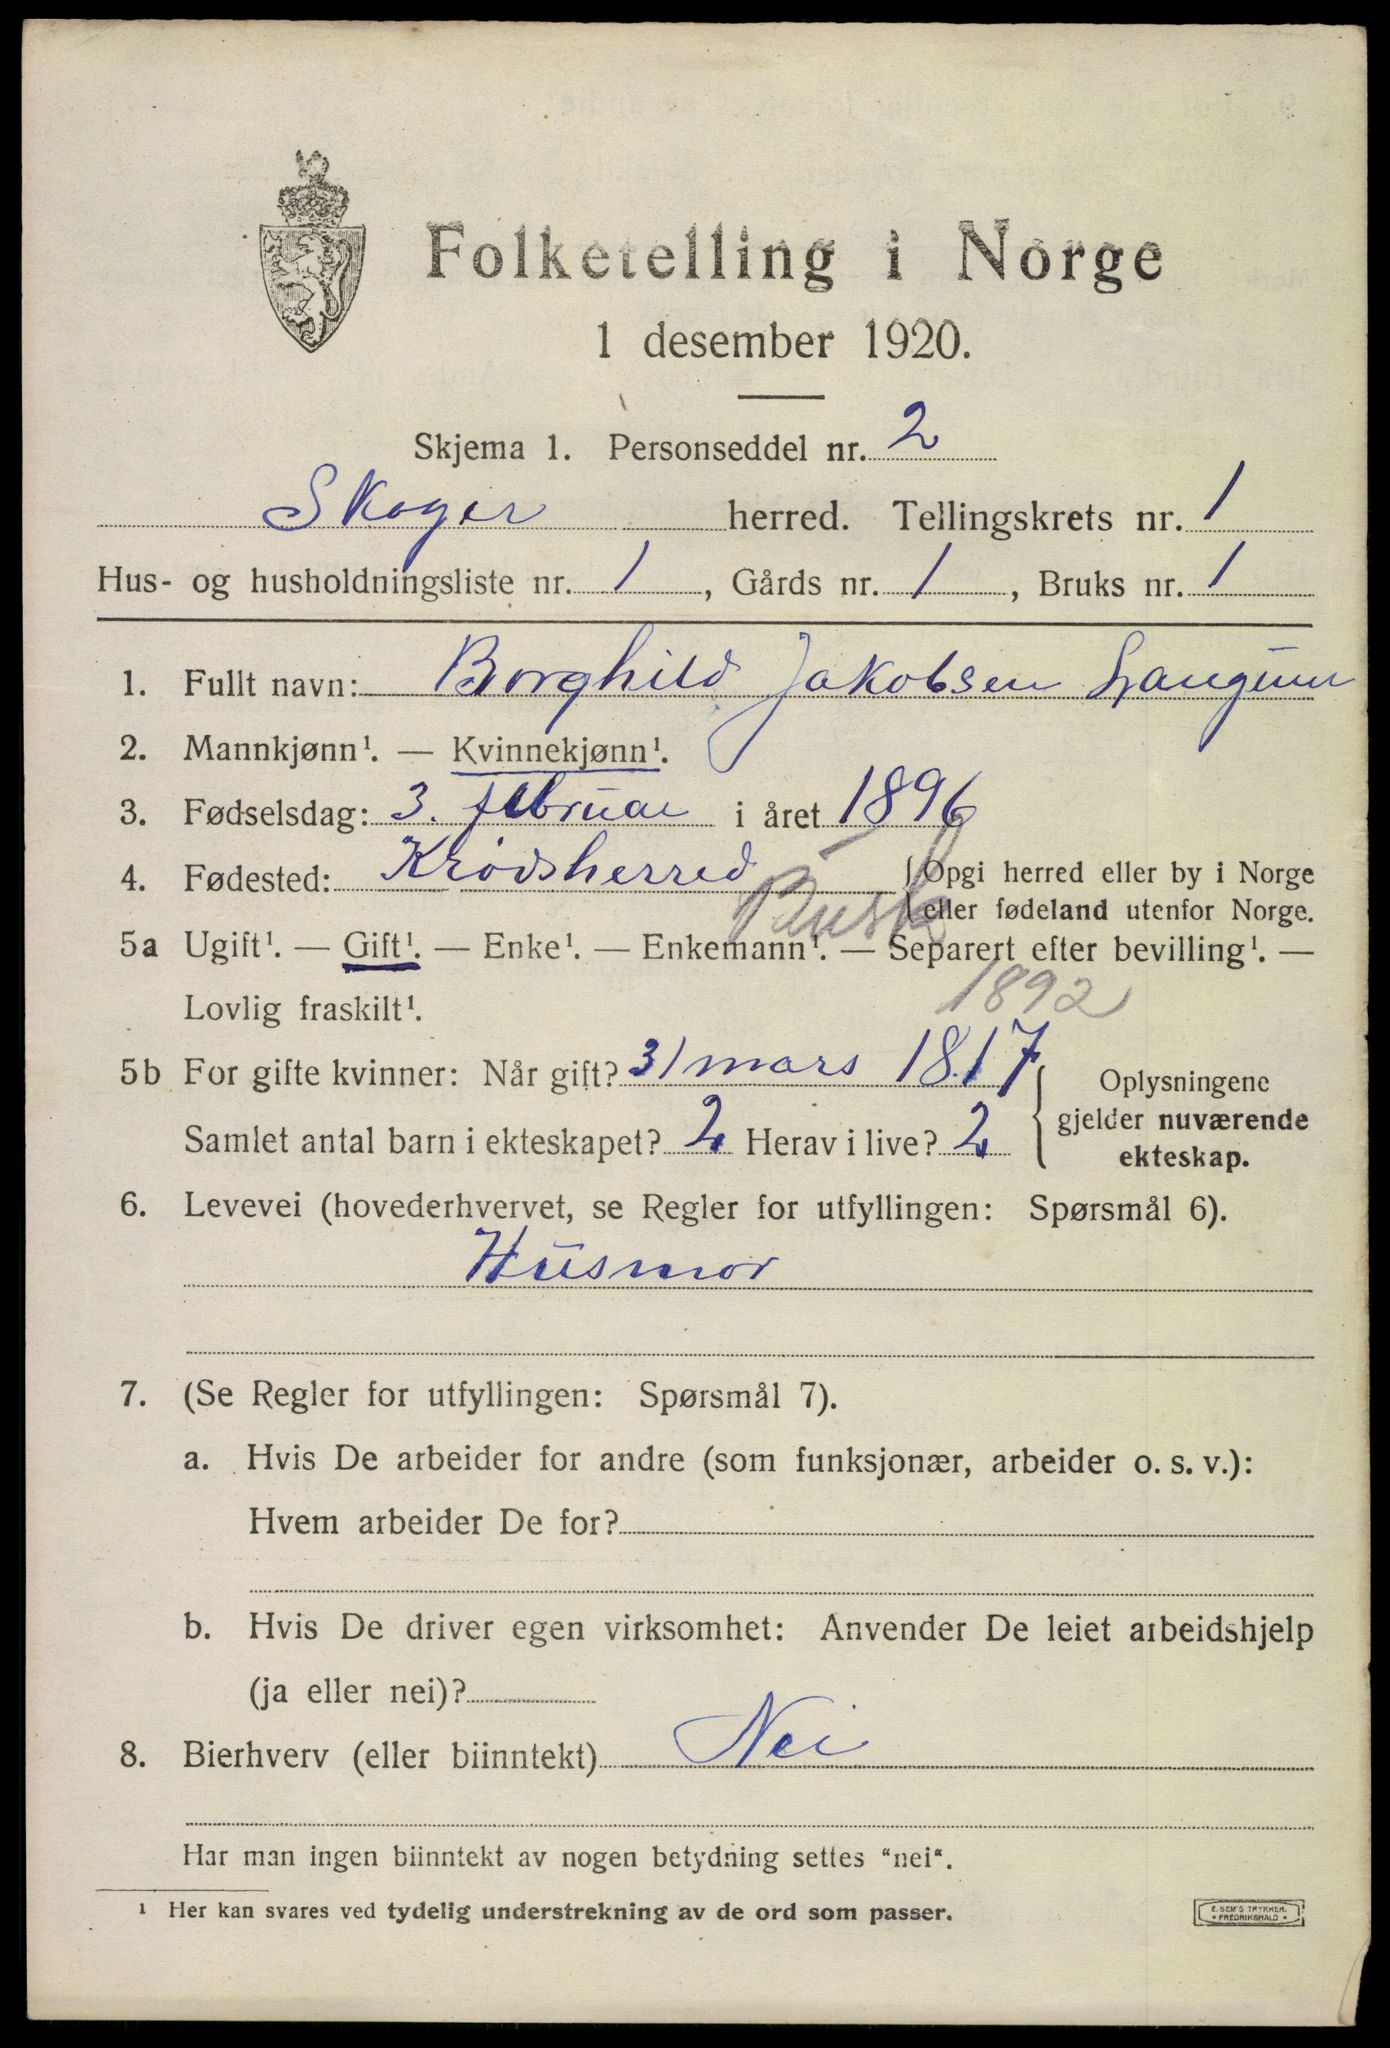 Folketelling i Norge
1 desember 1920.
Skjema 1. Personseddel nr. 2
Skoger herred. Tellingskrets nr. 1
Hus- og husholdningsliste nr. 1, Gårds nr. 1, Bruks nr. 1
1. Fullt navn: Borghild Jakobsen
2. Mannkjønn¹. — Kvinnekjønn¹.
3. Fødselsdag: 3. februar i året 1896
4. Fødested: Krødsherred {Opgi herred eller by i Norge
eller fødeland utenfor Norge.
Busk
5a Ugift¹. — Gift¹. — Enke¹. — Enkemann¹. — Separert efter bevilling¹. —
Lovlig fraskilt¹. 1892
5b For gifte kvinner: Når gift? 31 mars 1817 { Oplysningene
gjelder nuværende
Samlet antal barn i ekteskapet? 2 Herav i live? 2
ekteskap.
6. Levevei (hovederhvervet, se Regler for utfyllingen: Spørsmål 6).
Husmor
7. (Se Regler for utfyllingen: Spørsmål 7).
a. Hvis De arbeider for andre (som funksjonær, arbeider o. s. v.):
Hvem arbeider De for?
b. Hvis De driver egen virksomhet: Anvender De leiet arbeidshjelp
(ja eller nei)?
8. Bierhverv (eller biinntekt) Nei
Har man ingen biinntekt av nogen betydning settes "nei".
¹ Her kan svares ved tydelig understrekning av de ord som passer.
E. SEM'S TRYKKERI
• FREDRIKSHALD •